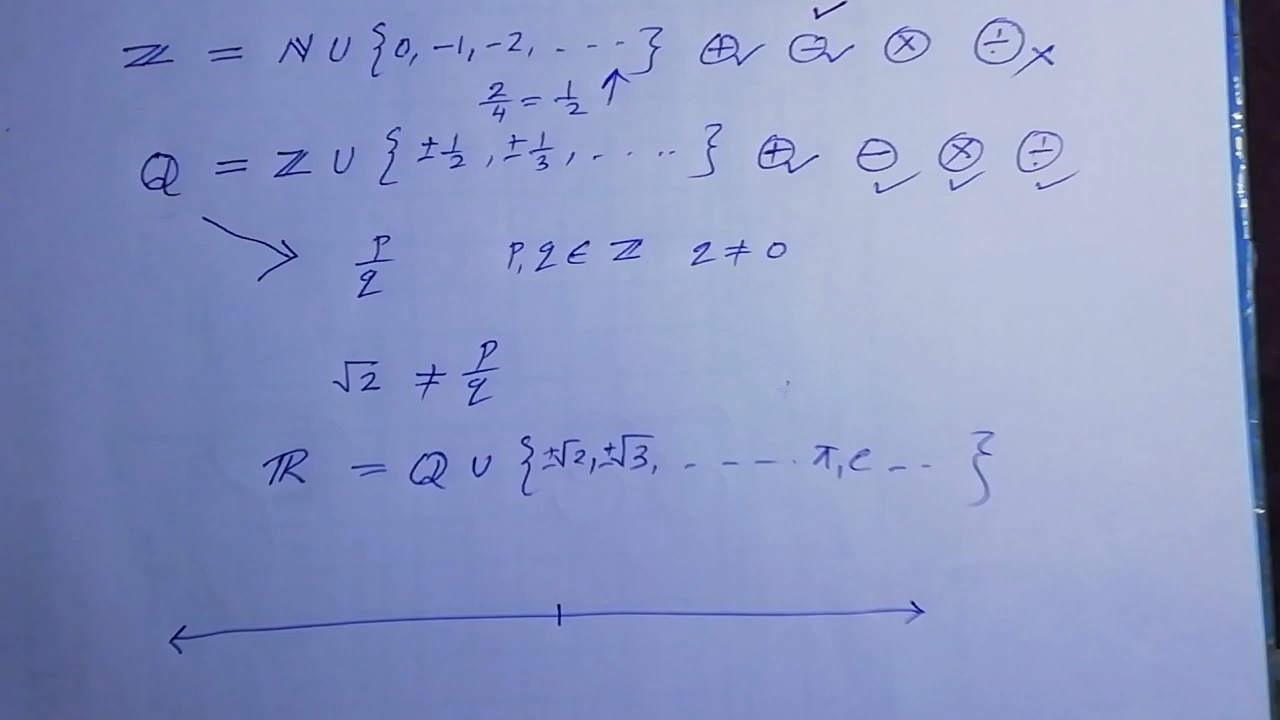 ℤ = ℕ ∪ {0, -1, -2, - - - -} ⊕✓ ⊖✓ ⊗ ⨸×
2/4 = 1/2 ↑
ℚ = ℤ ∪ {±1/2, ±1/3, - - - -} ⊕✓ ⊖✓ ⊗✓ ⨸✓
p/q p, q ∈ ℤ q ≠ 0
√2 ≠ p/q
ℝ = ℚ ∪ {±√2, ±√3, - - - - - π, e - - -}